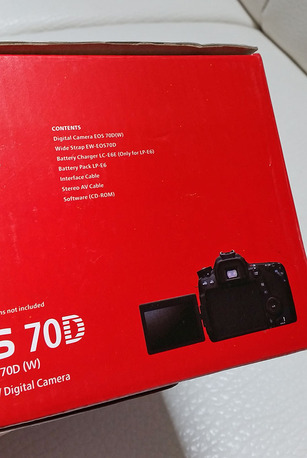 CONTENTS
Digital Camera EOS 70D(W)
Wide Strap EW-EOS70D
Battery Charger LC-E6E (Only for LP-E6)
Battery Pack LP-E6
Interface Cable
Stereo AV Cable
Software (CD-ROM)
ns not included
S 70D
70D (W)
Digital Camera